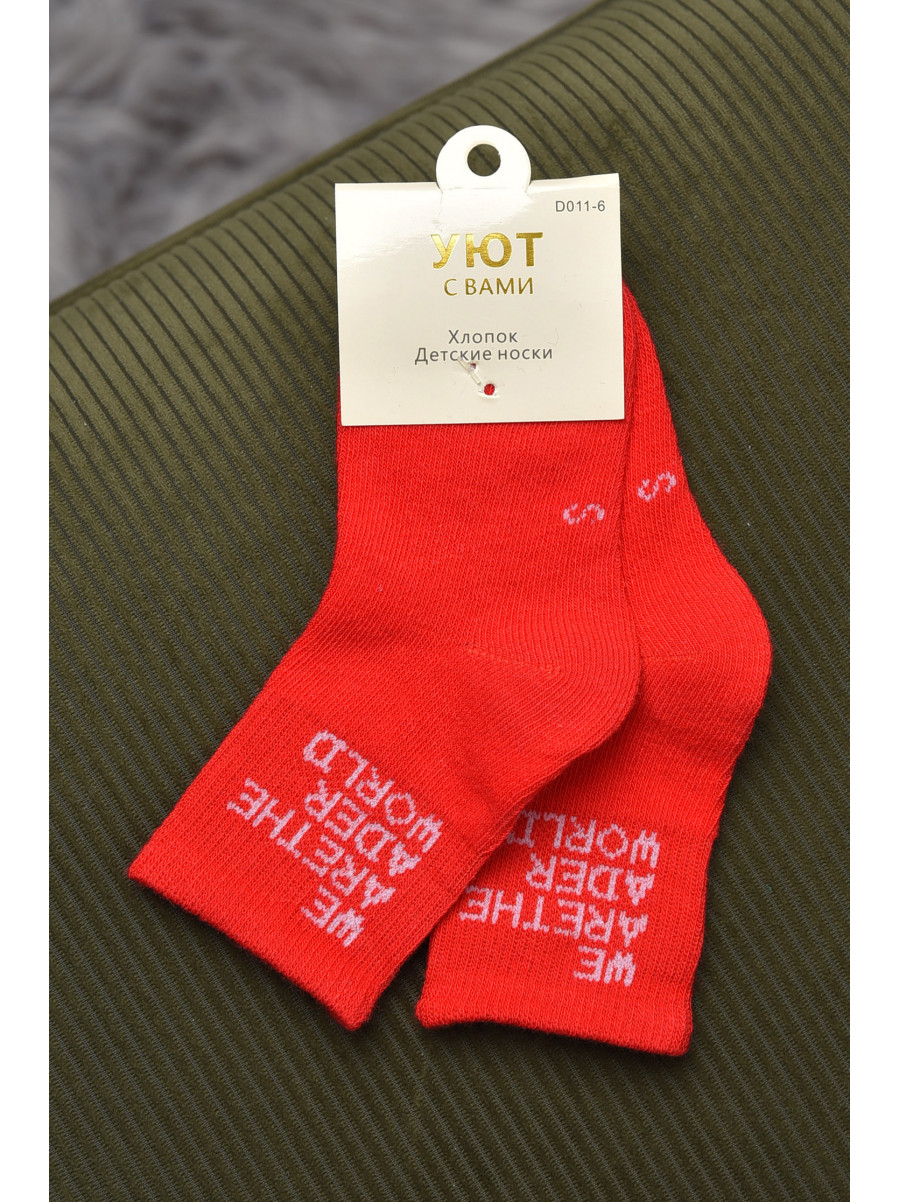 D011-6
УЮТ
С ВАМИ
Хлопок
Детские носки
S
S
WE
ARETHE
ADER
WORLD
WE
ARETHE
ADER
WORLD